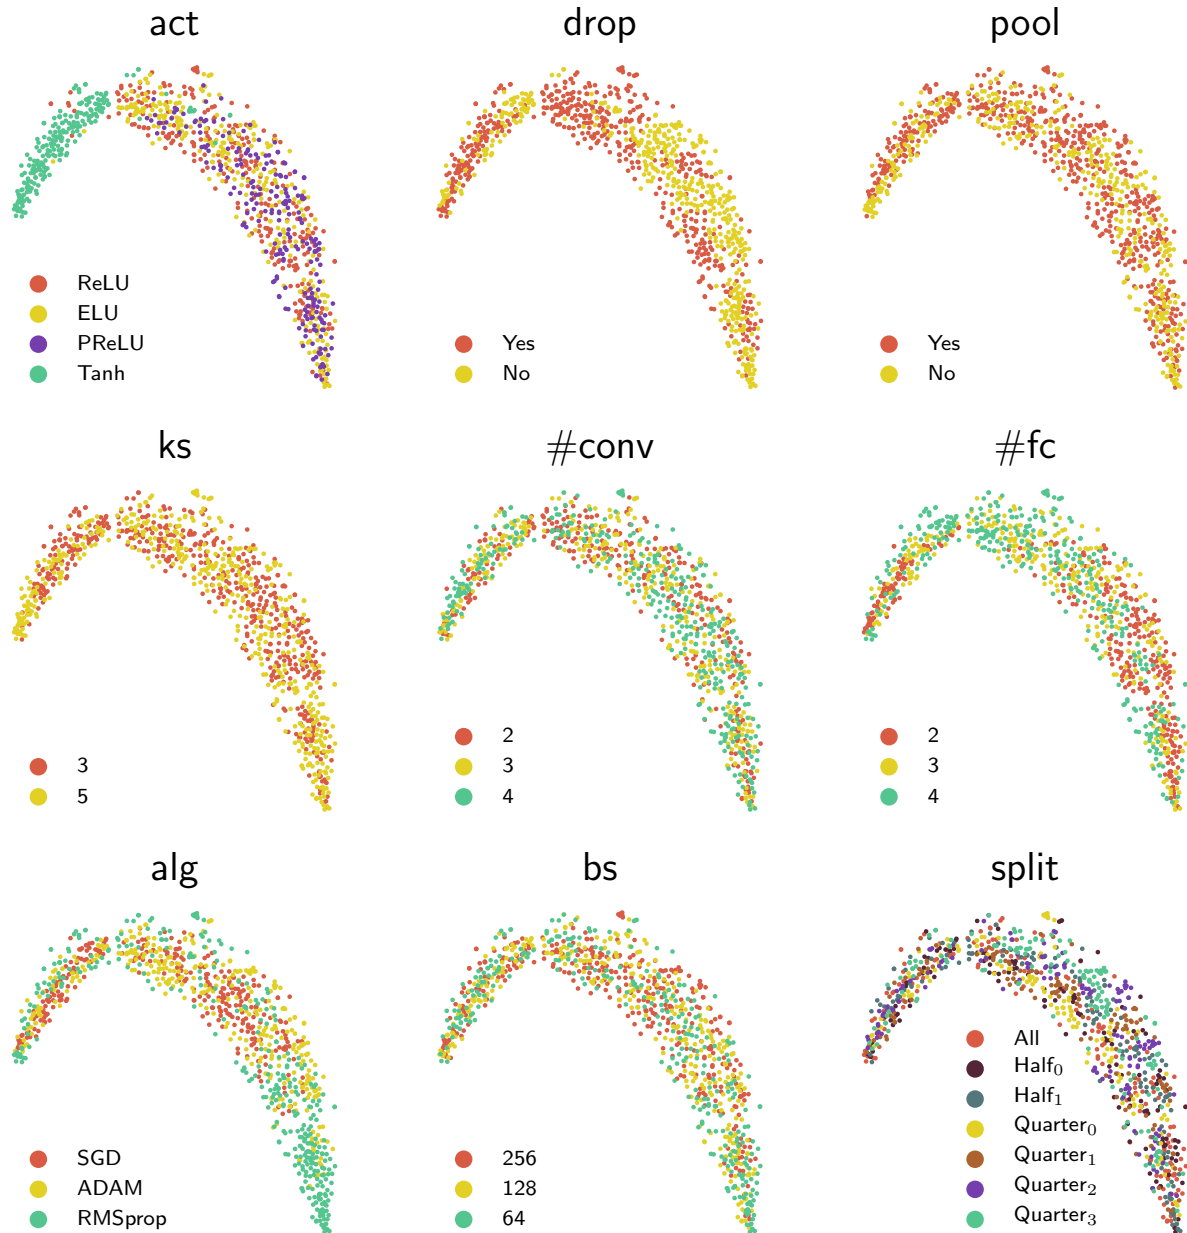 act
drop
pool
ReLU
ELU
PReLU
Tanh
Yes
No
Yes
No
ks
#conv
#fc
3
5
2
3
4
2
3
4
alg
bs
split
SGD
ADAM
RMSprop
256
128
64
All
Half₀
Half₁
Quarter₀
Quarter₁
Quarter₂
Quarter₃